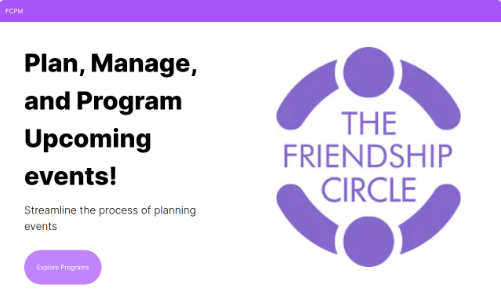 FCPM
Plan, Manage,
and Program
Upcoming
events!
Streamline the process of planning
events
Explore Programs
THE
FRIENDSHIP
CIRCLE